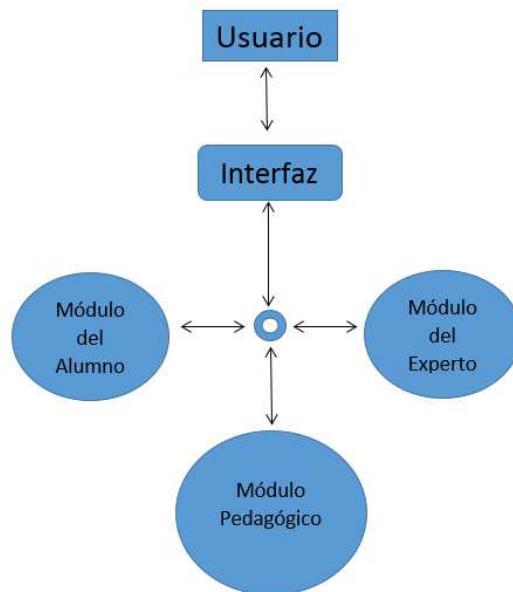 Usuario
Interfaz
Módulo
del
Alumno
Módulo
del
Experto
Módulo
Pedagógico